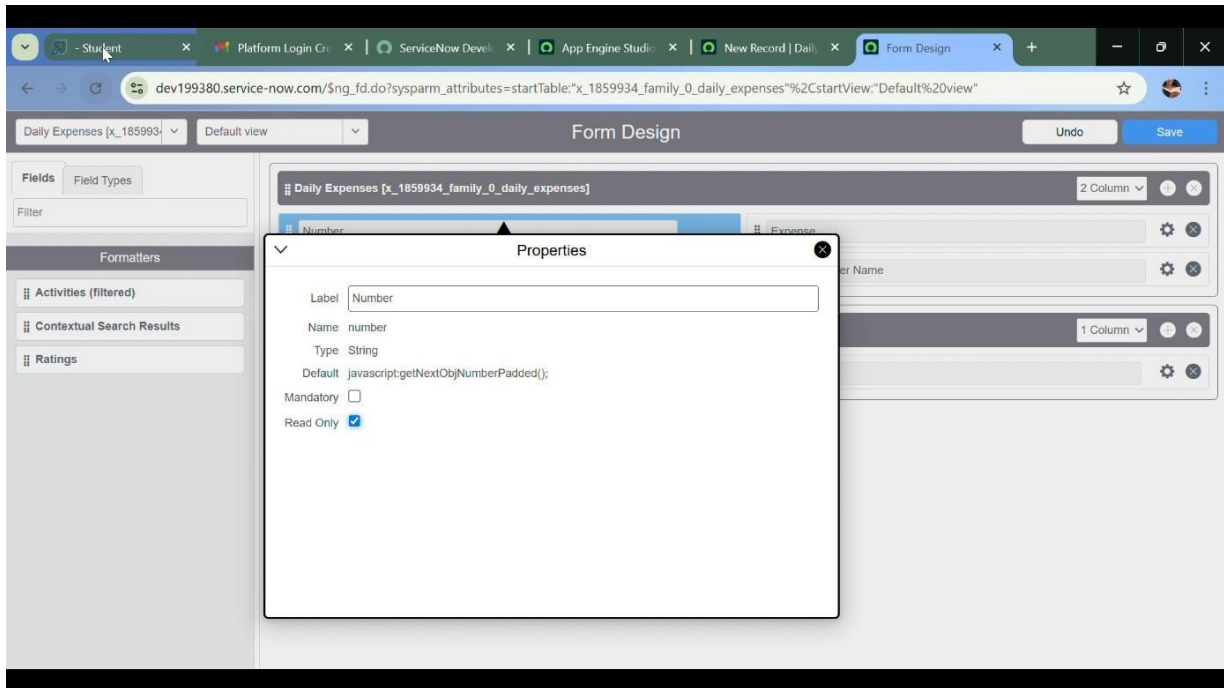 - Student
Platform Login Cre
ServiceNow Devel
App Engine Studio
New Record | Daily
Form Design
dev199380.service-now.com/$ng_fd.do?sysparm_attributes=startTable:"x_1859934_family_0_daily_expenses"%2CstartView:"Default%20view"
Daily Expenses [x_185993
Default view
Form Design
Undo
Save
Fields
Field Types
Daily Expenses [x_1859934_family_0_daily_expenses]
2 Column
Filter
Number
Expense
Formatters
Properties
er Name
Activities (filtered)
Label Number
Contextual Search Results
Name number
1 Column
Type String
Ratings
Default javascript:getNextObjNumberPadded();
Mandatory
Read Only